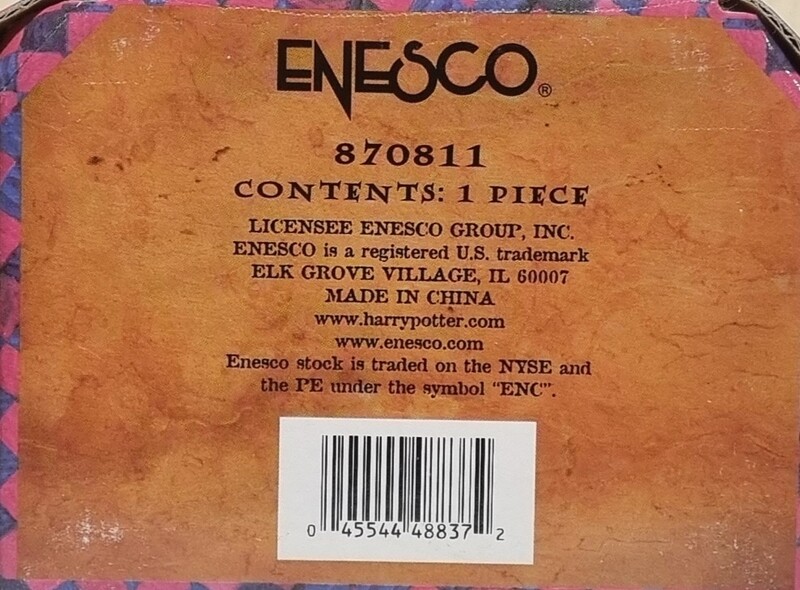 ENESCO®
870811
CONTENTS: 1 PIECE
LICENSEE ENESCO GROUP, INC.
ENESCO is a registered U.S. trademark
ELK GROVE VILLAGE, IL 60007
MADE IN CHINA
www.harrypotter.com
www.enesco.com
Enesco stock is traded on the NYSE and
the PE under the symbol "ENC".
0 45544 48837 2